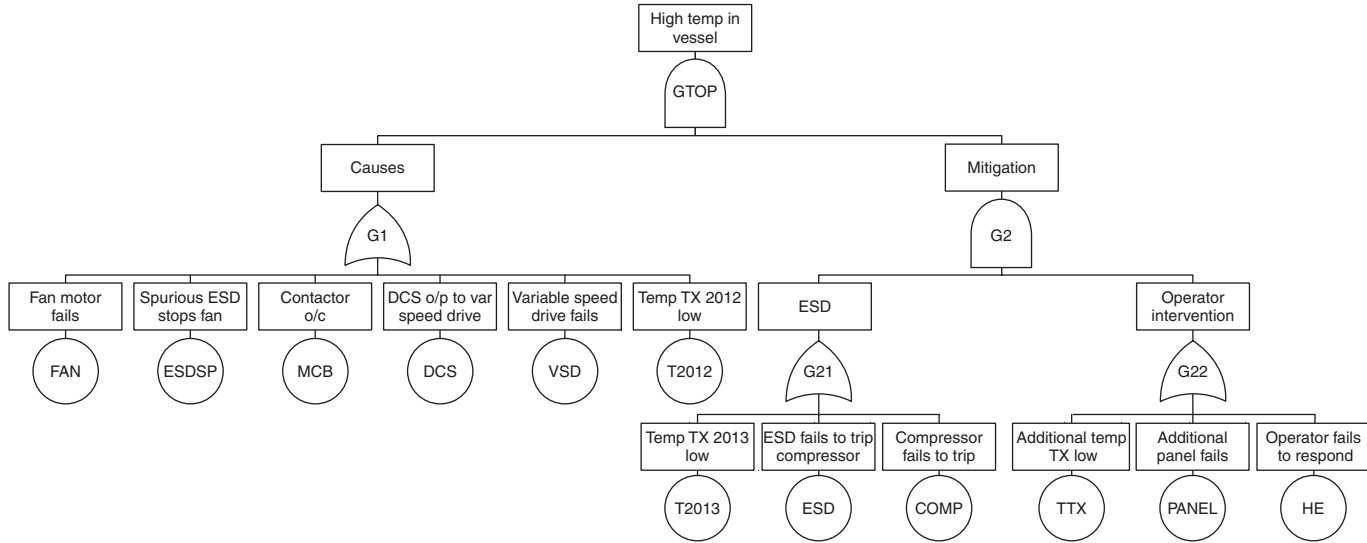 High temp in
vessel
GTOP
Causes
Mitigation
G1
G2
Fan motor
fails
Spurious ESD
stops fan
Contactor
o/c
DCS o/p to var
speed drive
Variable speed
drive fails
Temp TX 2012
low
ESD
Operator
intervention
FAN
ESDSP
MCB
DCS
VSD
T2012
G21
G22
Temp TX 2013
low
ESD fails to trip
compressor
Compressor
fails to trip
Additional temp
TX low
Additional
panel fails
Operator fails
to respond
T2013
ESD
COMP
TTX
PANEL
HE